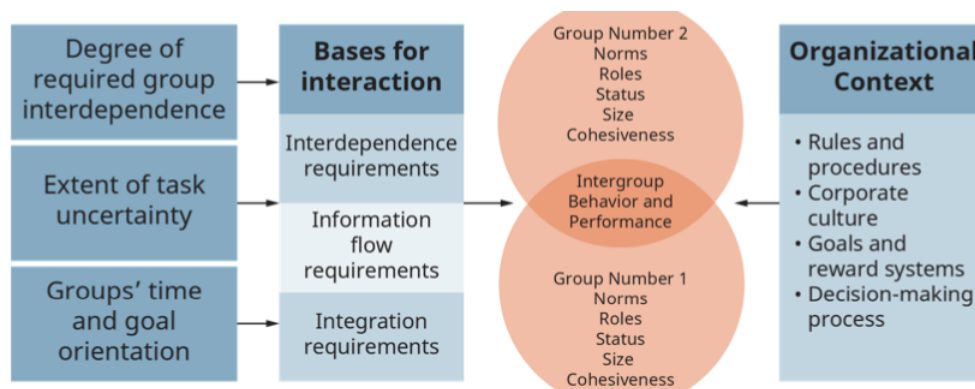 Degree of
required group
interdependence
Extent of task
uncertainty
Groups' time
and goal
orientation
Bases for
interaction
Interdependence
requirements
Information
flow
requirements
Integration
requirements
Group Number 2
Norms
Roles
Status
Size
Cohesiveness
Intergroup
Behavior and
Performance
Group Number 1
Norms
Roles
Status
Size
Cohesiveness
Organizational
Context
• Rules and
procedures
• Corporate
culture
• Goals and
reward systems
• Decision-making
process